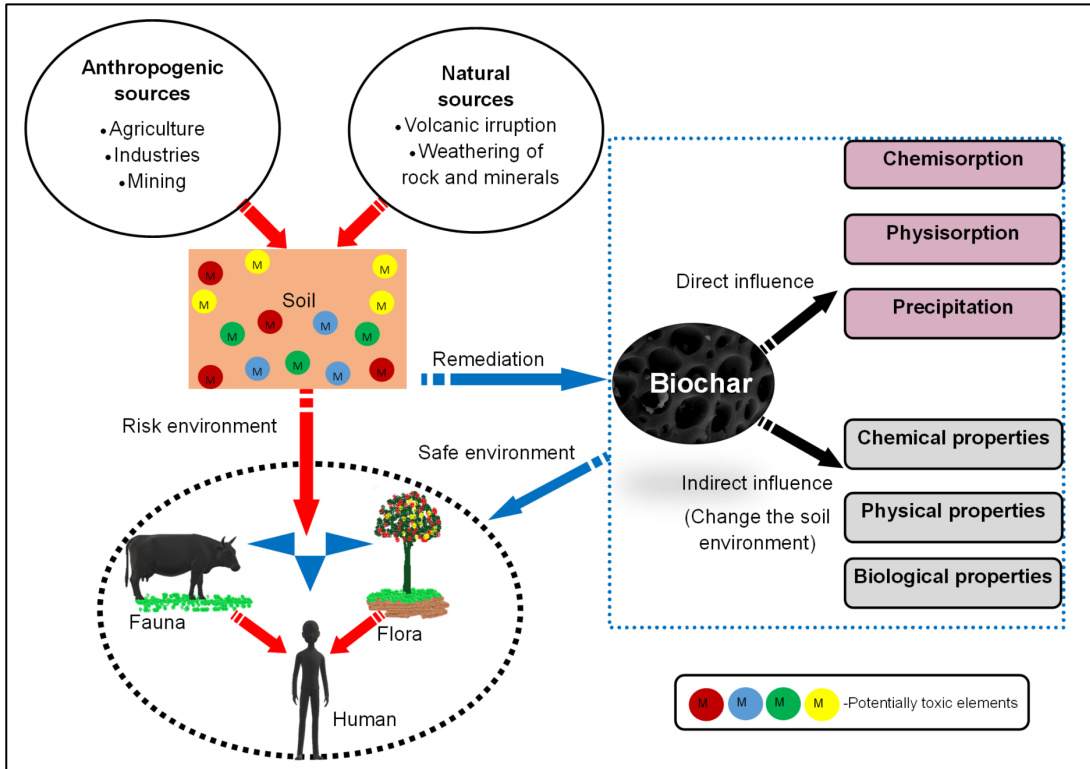 Anthropogenic
sources
•Agriculture
•Industries
•Mining
Natural
sources
•Volcanic irruption
•Weathering of
rock and minerals
M
M
M
M
M
Soil
M
M
M
M
M
M
M
M
M
Risk environment
Remediation
Safe environment
Biochar
Direct influence
Chemisorption
Physisorption
Precipitation
Indirect influence
(Change the soil
environment)
Chemical properties
Physical properties
Biological properties
Fauna
Flora
Human
M M M M -Potentially toxic elements